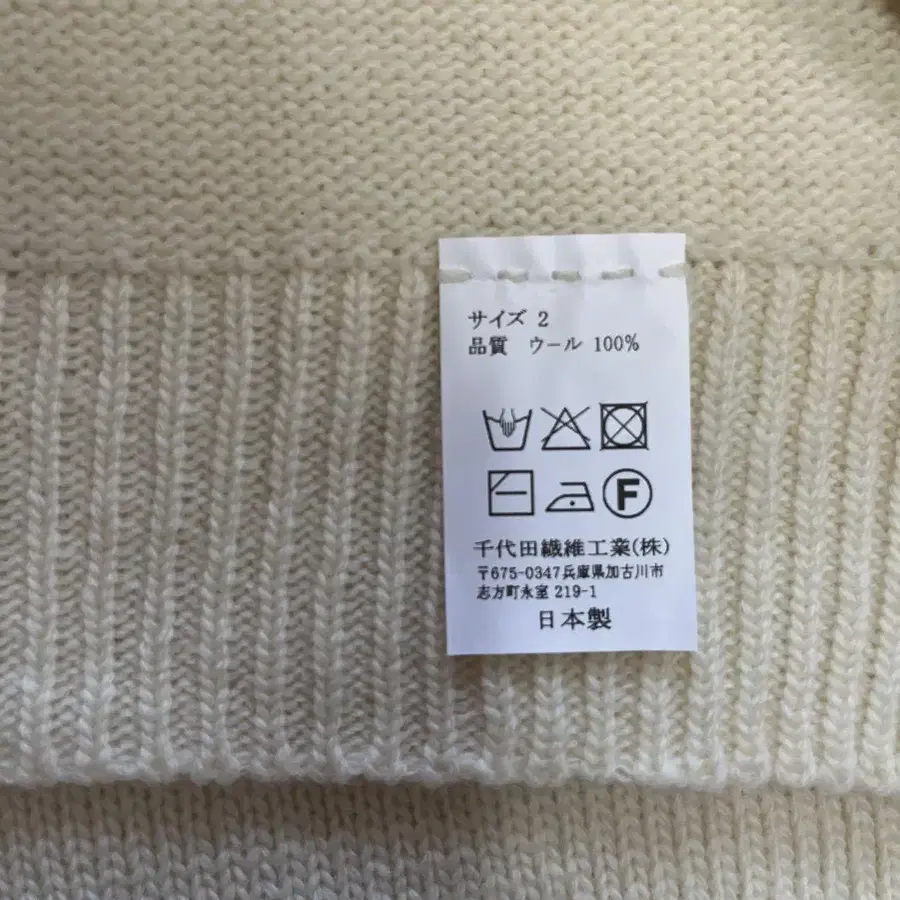 サイズ 2
品質 ウール 100%
F
千代田繊維工業(株)
〒675-0347兵庫県加古川市
志方町永室 219-1
日本製